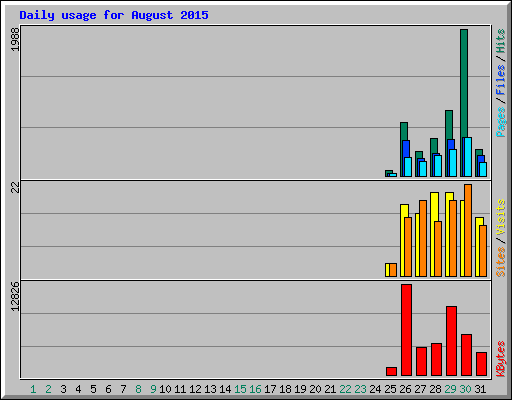 Daily usage for August 2015
1988
Pages/Files/Hits
22
Sites/Visits
12826
KBytes
1 2 3 4 5 6 7 8 9 10 11 12 13 14 15 16 17 18 19 20 21 22 23 24 25 26 27 28 29 30 31